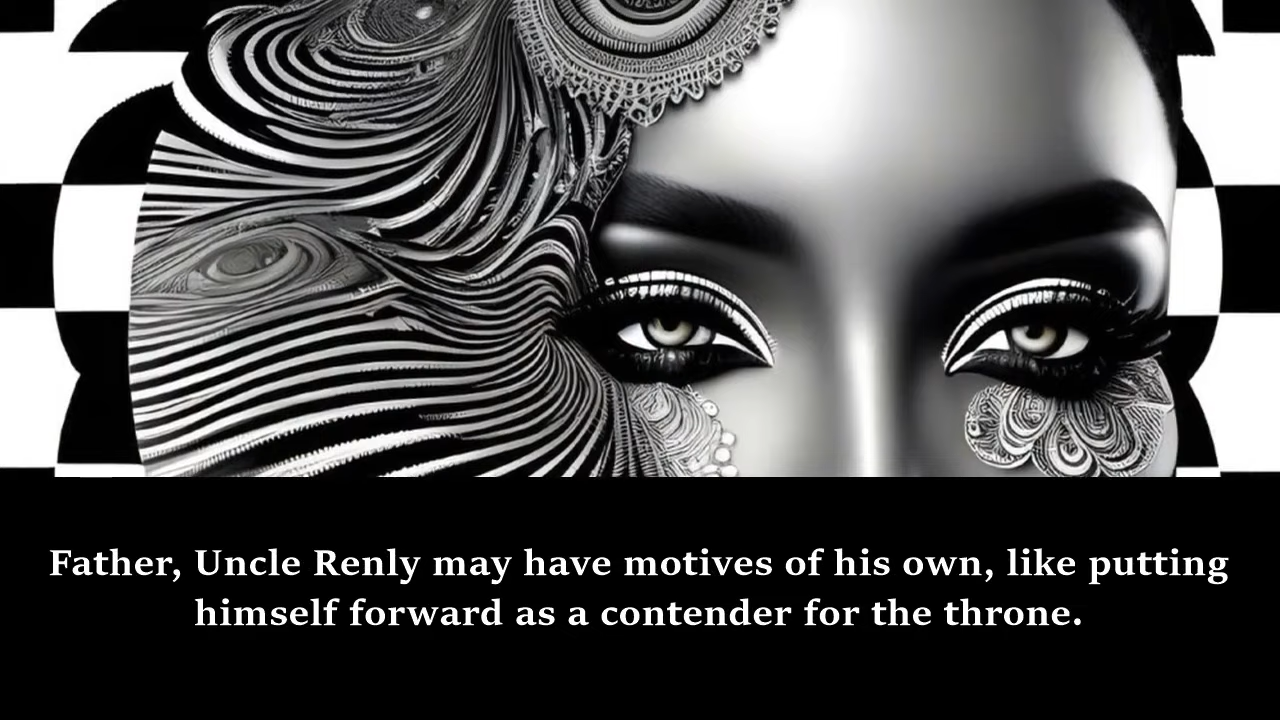 Father, Uncle Renly may have motives of his own, like putting
himself forward as a contender for the throne.